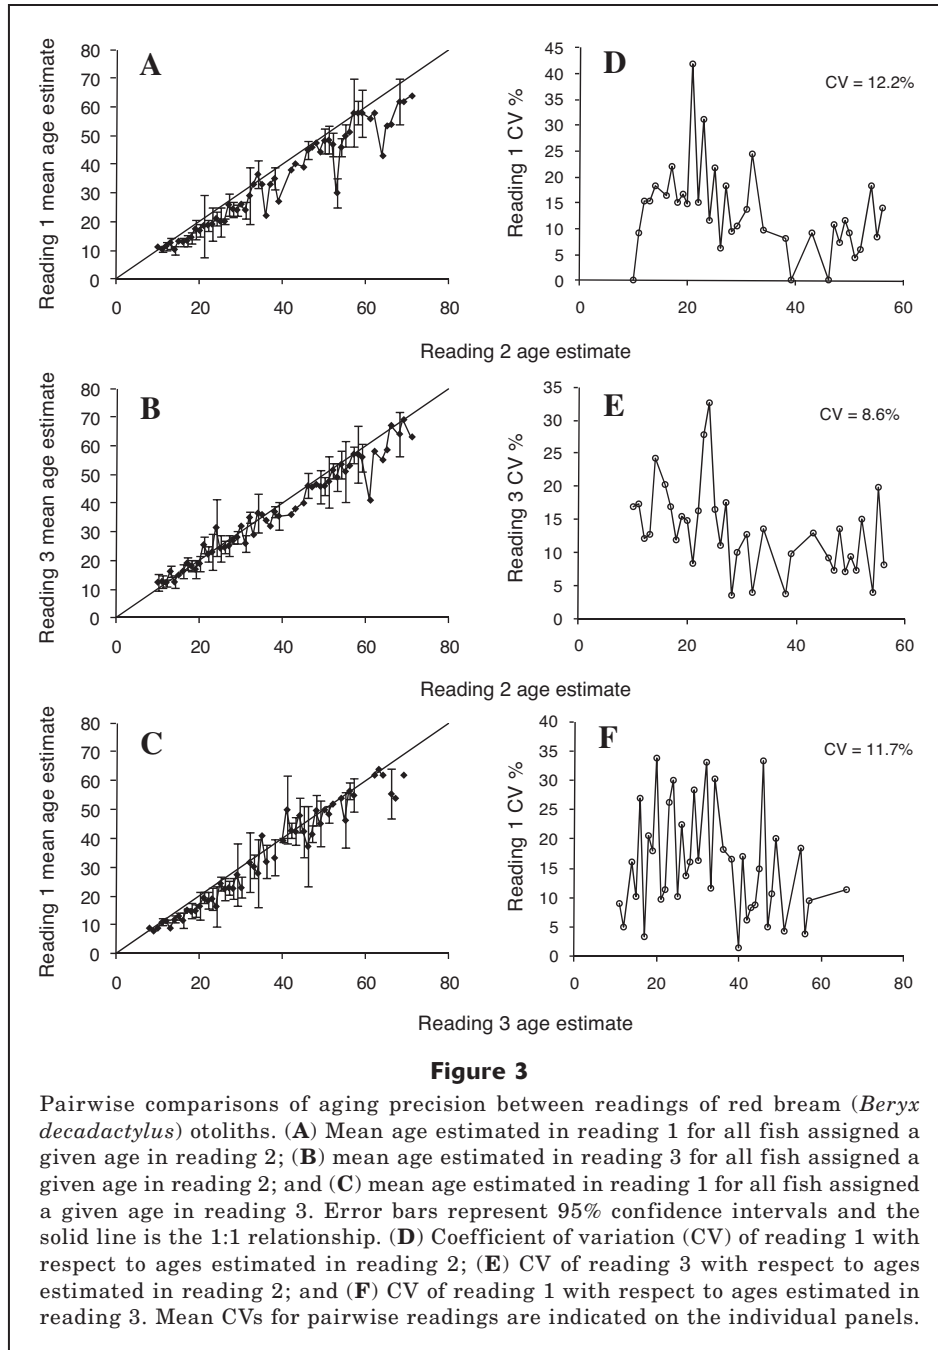 A
Reading 1 mean age estimate
80
70
60
50
40
30
20
10
0
0 20 40 60 80
D
CV = 12.2%
Reading 1 CV %
45
40
35
30
25
20
15
10
5
0
0 20 40 60
Reading 2 age estimate
B
Reading 3 mean age estimate
80
70
60
50
40
30
20
10
0
0 20 40 60 80
E
CV = 8.6%
Reading 3 CV %
35
30
25
20
15
10
5
0
0 20 40 60
Reading 2 age estimate
C
Reading 1 mean age estimate
80
70
60
50
40
30
20
10
0
0 20 40 60 80
F
CV = 11.7%
Reading 1 CV %
40
35
30
25
20
15
10
5
0
0 20 40 60 80
Reading 3 age estimate
Figure 3
Pairwise comparisons of aging precision between readings of red bream (Beryx
decadactylus) otoliths. (A) Mean age estimated in reading 1 for all fish assigned a
given age in reading 2; (B) mean age estimated in reading 3 for all fish assigned a
given age in reading 2; and (C) mean age estimated in reading 1 for all fish assigned
a given age in reading 3. Error bars represent 95% confidence intervals and the
solid line is the 1:1 relationship. (D) Coefficient of variation (CV) of reading 1 with
respect to ages estimated in reading 2; (E) CV of reading 3 with respect to ages
estimated in reading 2; and (F) CV of reading 1 with respect to ages estimated in
reading 3. Mean CVs for pairwise readings are indicated on the individual panels.